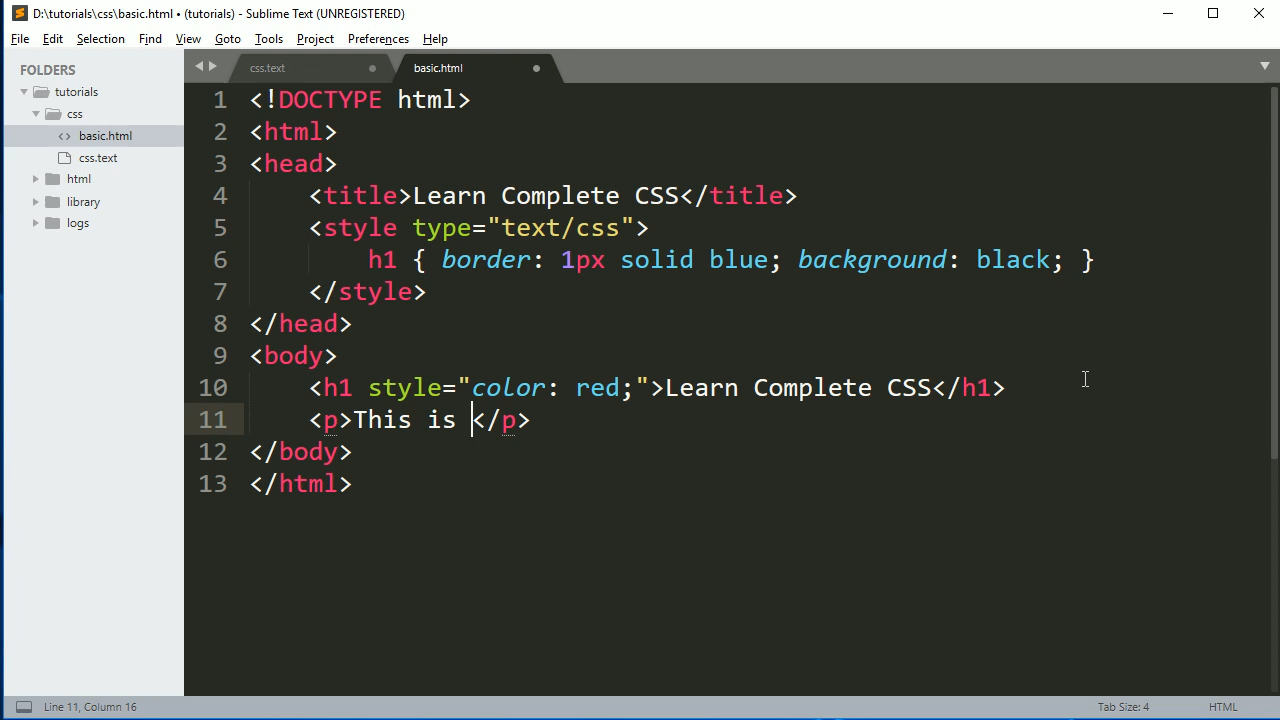 D:\tutorials\css\basic.html • (tutorials) - Sublime Text (UNREGISTERED)
File Edit Selection Find View Goto Tools Project Preferences Help
FOLDERS
tutorials
css
basic.html
css.text
html
library
logs
css.text
basic.html
1 <!DOCTYPE html>
2 <html>
3 <head>
4 <title>Learn Complete CSS</title>
5 <style type="text/css">
6 h1 { border: 1px solid blue; background: black; }
7 </style>
8 </head>
9 <body>
10 <h1 style="color: red;">Learn Complete CSS</h1>
11 <p>This is </p>
12 </body>
13 </html>
Line 11, Column 16
Tab Size: 4
HTML